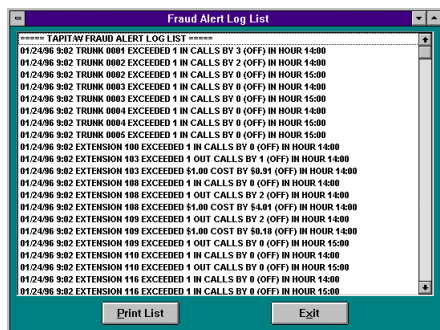 Fraud Alert Log List
===== TAPIT/W FRAUD ALERT LOG LIST =====
01/24/96 9:02 TRUNK 0001 EXCEEDED 1 IN CALLS BY 3 (OFF) IN HOUR 14:00
01/24/96 9:02 TRUNK 0002 EXCEEDED 1 IN CALLS BY 2 (OFF) IN HOUR 14:00
01/24/96 9:02 TRUNK 0002 EXCEEDED 1 IN CALLS BY 0 (OFF) IN HOUR 15:00
01/24/96 9:02 TRUNK 0003 EXCEEDED 1 IN CALLS BY 0 (OFF) IN HOUR 14:00
01/24/96 9:02 TRUNK 0003 EXCEEDED 1 IN CALLS BY 0 (OFF) IN HOUR 15:00
01/24/96 9:02 TRUNK 0004 EXCEEDED 1 IN CALLS BY 0 (OFF) IN HOUR 14:00
01/24/96 9:02 TRUNK 0004 EXCEEDED 1 IN CALLS BY 0 (OFF) IN HOUR 15:00
01/24/96 9:02 TRUNK 0005 EXCEEDED 1 IN CALLS BY 0 (OFF) IN HOUR 15:00
01/24/96 9:02 EXTENSION 100 EXCEEDED 1 IN CALLS BY 0 (OFF) IN HOUR 14:00
01/24/96 9:02 EXTENSION 103 EXCEEDED 1 OUT CALLS BY 1 (OFF) IN HOUR 14:00
01/24/96 9:02 EXTENSION 103 EXCEEDED $1.00 COST BY $0.91 (OFF) IN HOUR 14:00
01/24/96 9:02 EXTENSION 108 EXCEEDED 1 IN CALLS BY 0 (OFF) IN HOUR 14:00
01/24/96 9:02 EXTENSION 108 EXCEEDED 1 OUT CALLS BY 2 (OFF) IN HOUR 14:00
01/24/96 9:02 EXTENSION 108 EXCEEDED $1.00 COST BY $4.01 (OFF) IN HOUR 14:00
01/24/96 9:02 EXTENSION 109 EXCEEDED 1 OUT CALLS BY 2 (OFF) IN HOUR 14:00
01/24/96 9:02 EXTENSION 109 EXCEEDED $1.00 COST BY $0.18 (OFF) IN HOUR 14:00
01/24/96 9:02 EXTENSION 109 EXCEEDED 1 OUT CALLS BY 0 (OFF) IN HOUR 15:00
01/24/96 9:02 EXTENSION 110 EXCEEDED 1 IN CALLS BY 0 (OFF) IN HOUR 14:00
01/24/96 9:02 EXTENSION 110 EXCEEDED 1 OUT CALLS BY 0 (OFF) IN HOUR 15:00
01/24/96 9:02 EXTENSION 116 EXCEEDED 1 IN CALLS BY 0 (OFF) IN HOUR 14:00
01/24/96 9:02 EXTENSION 116 EXCEEDED 1 IN CALLS BY 0 (OFF) IN HOUR 15:00
Print List
Exit